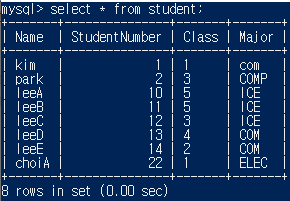 mysql> select * from student;
+-------+---------------+-------+-------+
| Name  | StudentNumber | Class | Major |
+-------+---------------+-------+-------+
| kim   |             1 | 1     | com   |
| park  |             2 | 3     | COMP  |
| leeA  |            10 | 5     | ICE   |
| leeB  |            11 | 5     | ICE   |
| leeC  |            12 | 3     | ICE   |
| leeD  |            13 | 4     | COM   |
| leeE  |            14 | 2     | COM   |
| choiA |            22 | 1     | ELEC  |
+-------+---------------+-------+-------+
8 rows in set (0.00 sec)